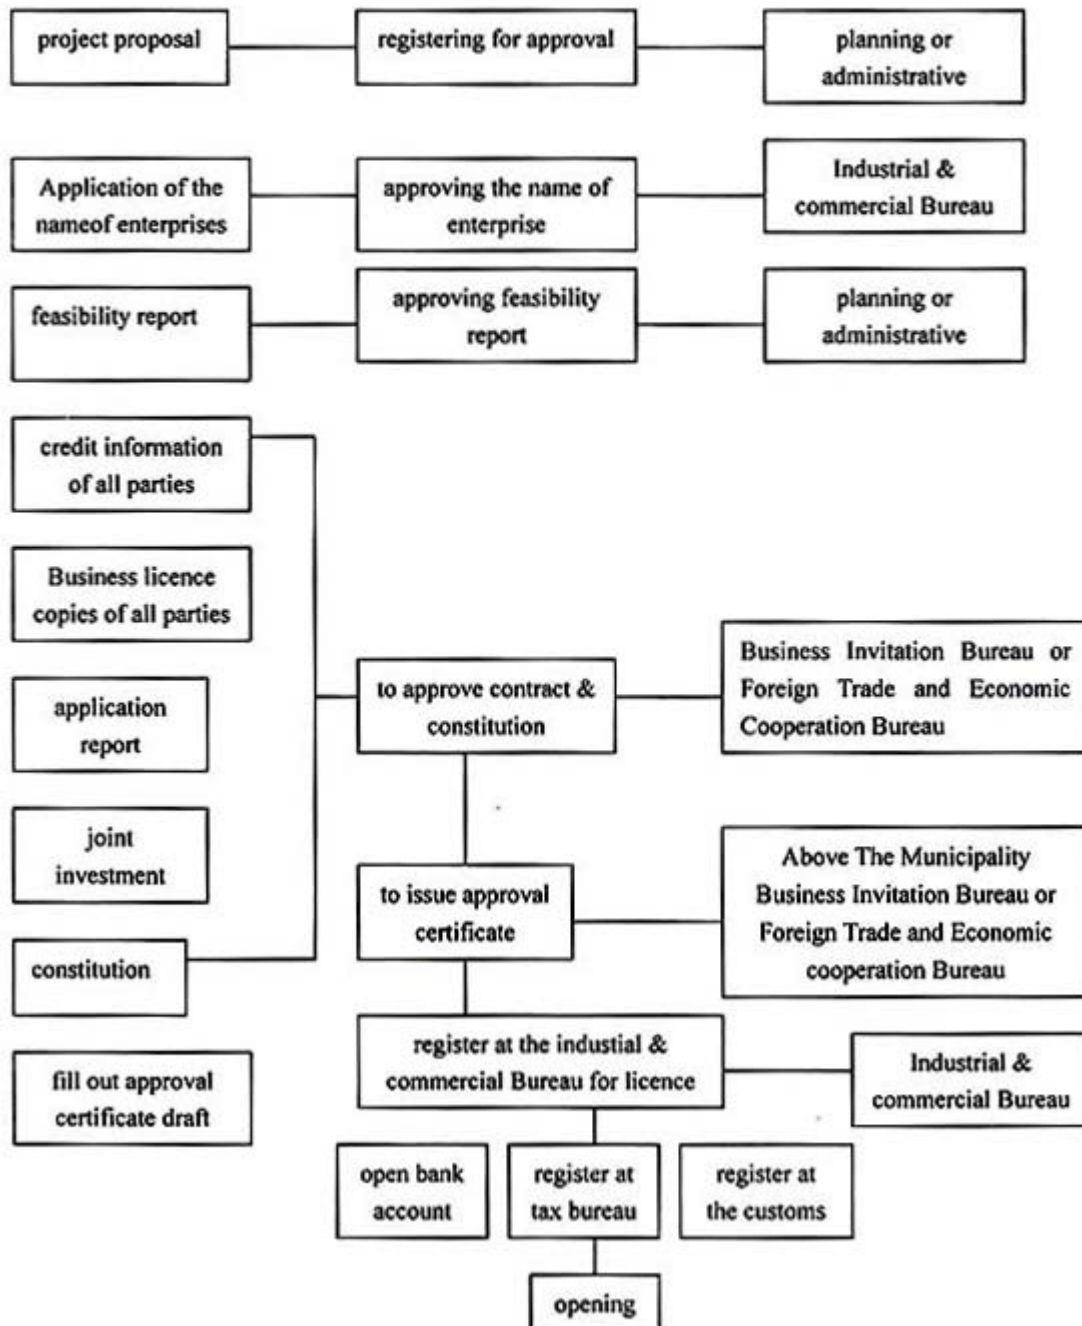 project proposal
registering for approval
planning or
administrative
Application of the
nameof enterprises
approving the name of
enterprise
Industrial &
commercial Bureau
feasibility report
approving feasibility
report
planning or
administrative
credit information
of all parties
Business licence
copies of all parties
application
report
joint
investment
constitution
fill out approval
certificate draft
to approve contract &
constitution
Business Invitation Bureau or
Foreign Trade and Economic
Cooperation Bureau
to issue approval
certificate
Above The Municipality
Business Invitation Bureau or
Foreign Trade and Economic
cooperation Bureau
register at the industial &
commercial Bureau for licence
Industrial &
commercial Bureau
open bank
account
register at
tax bureau
register at
the customs
opening